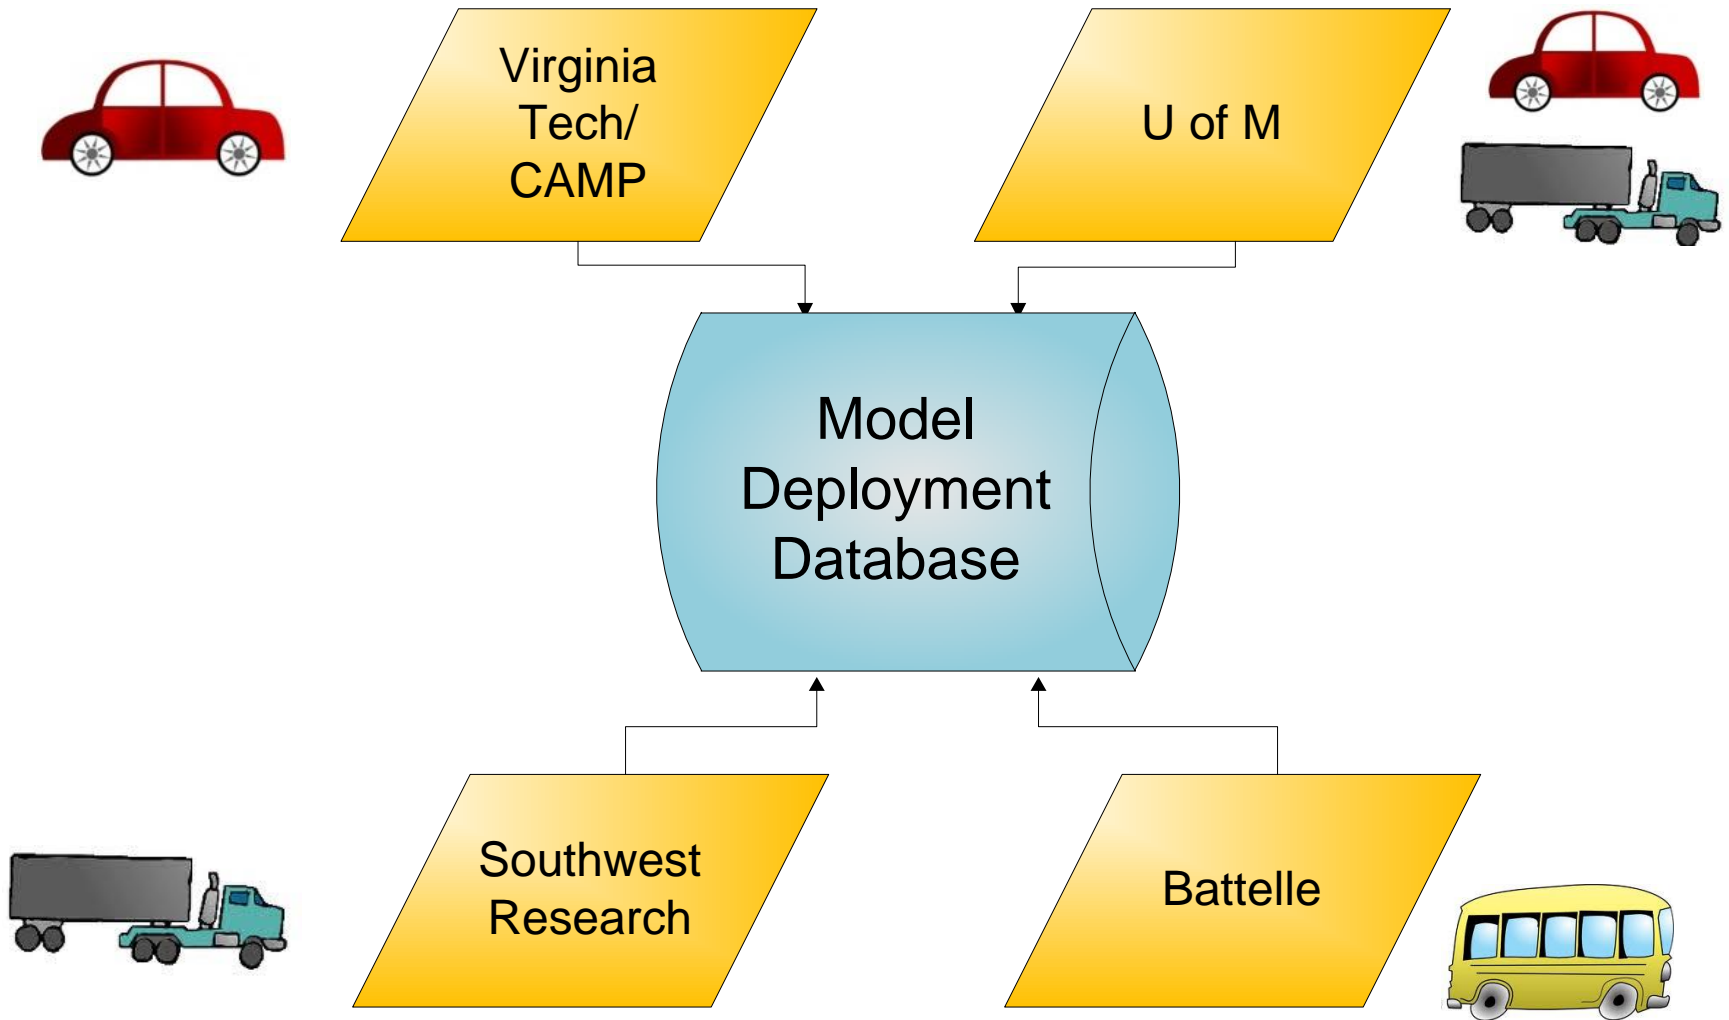 Virginia
Tech/
CAMP
U of M
Model
Deployment
Database
Southwest
Research
Battelle